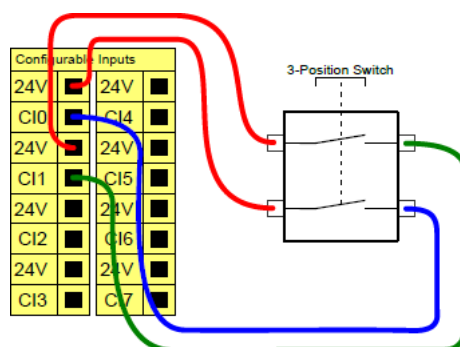 Configurable Inputs
3-Position Switch
24V 24V
CI0 CI4
24V 24V
CI1 CI5
24V 24V
CI2 CI6
24V 24V
CI3 CI7